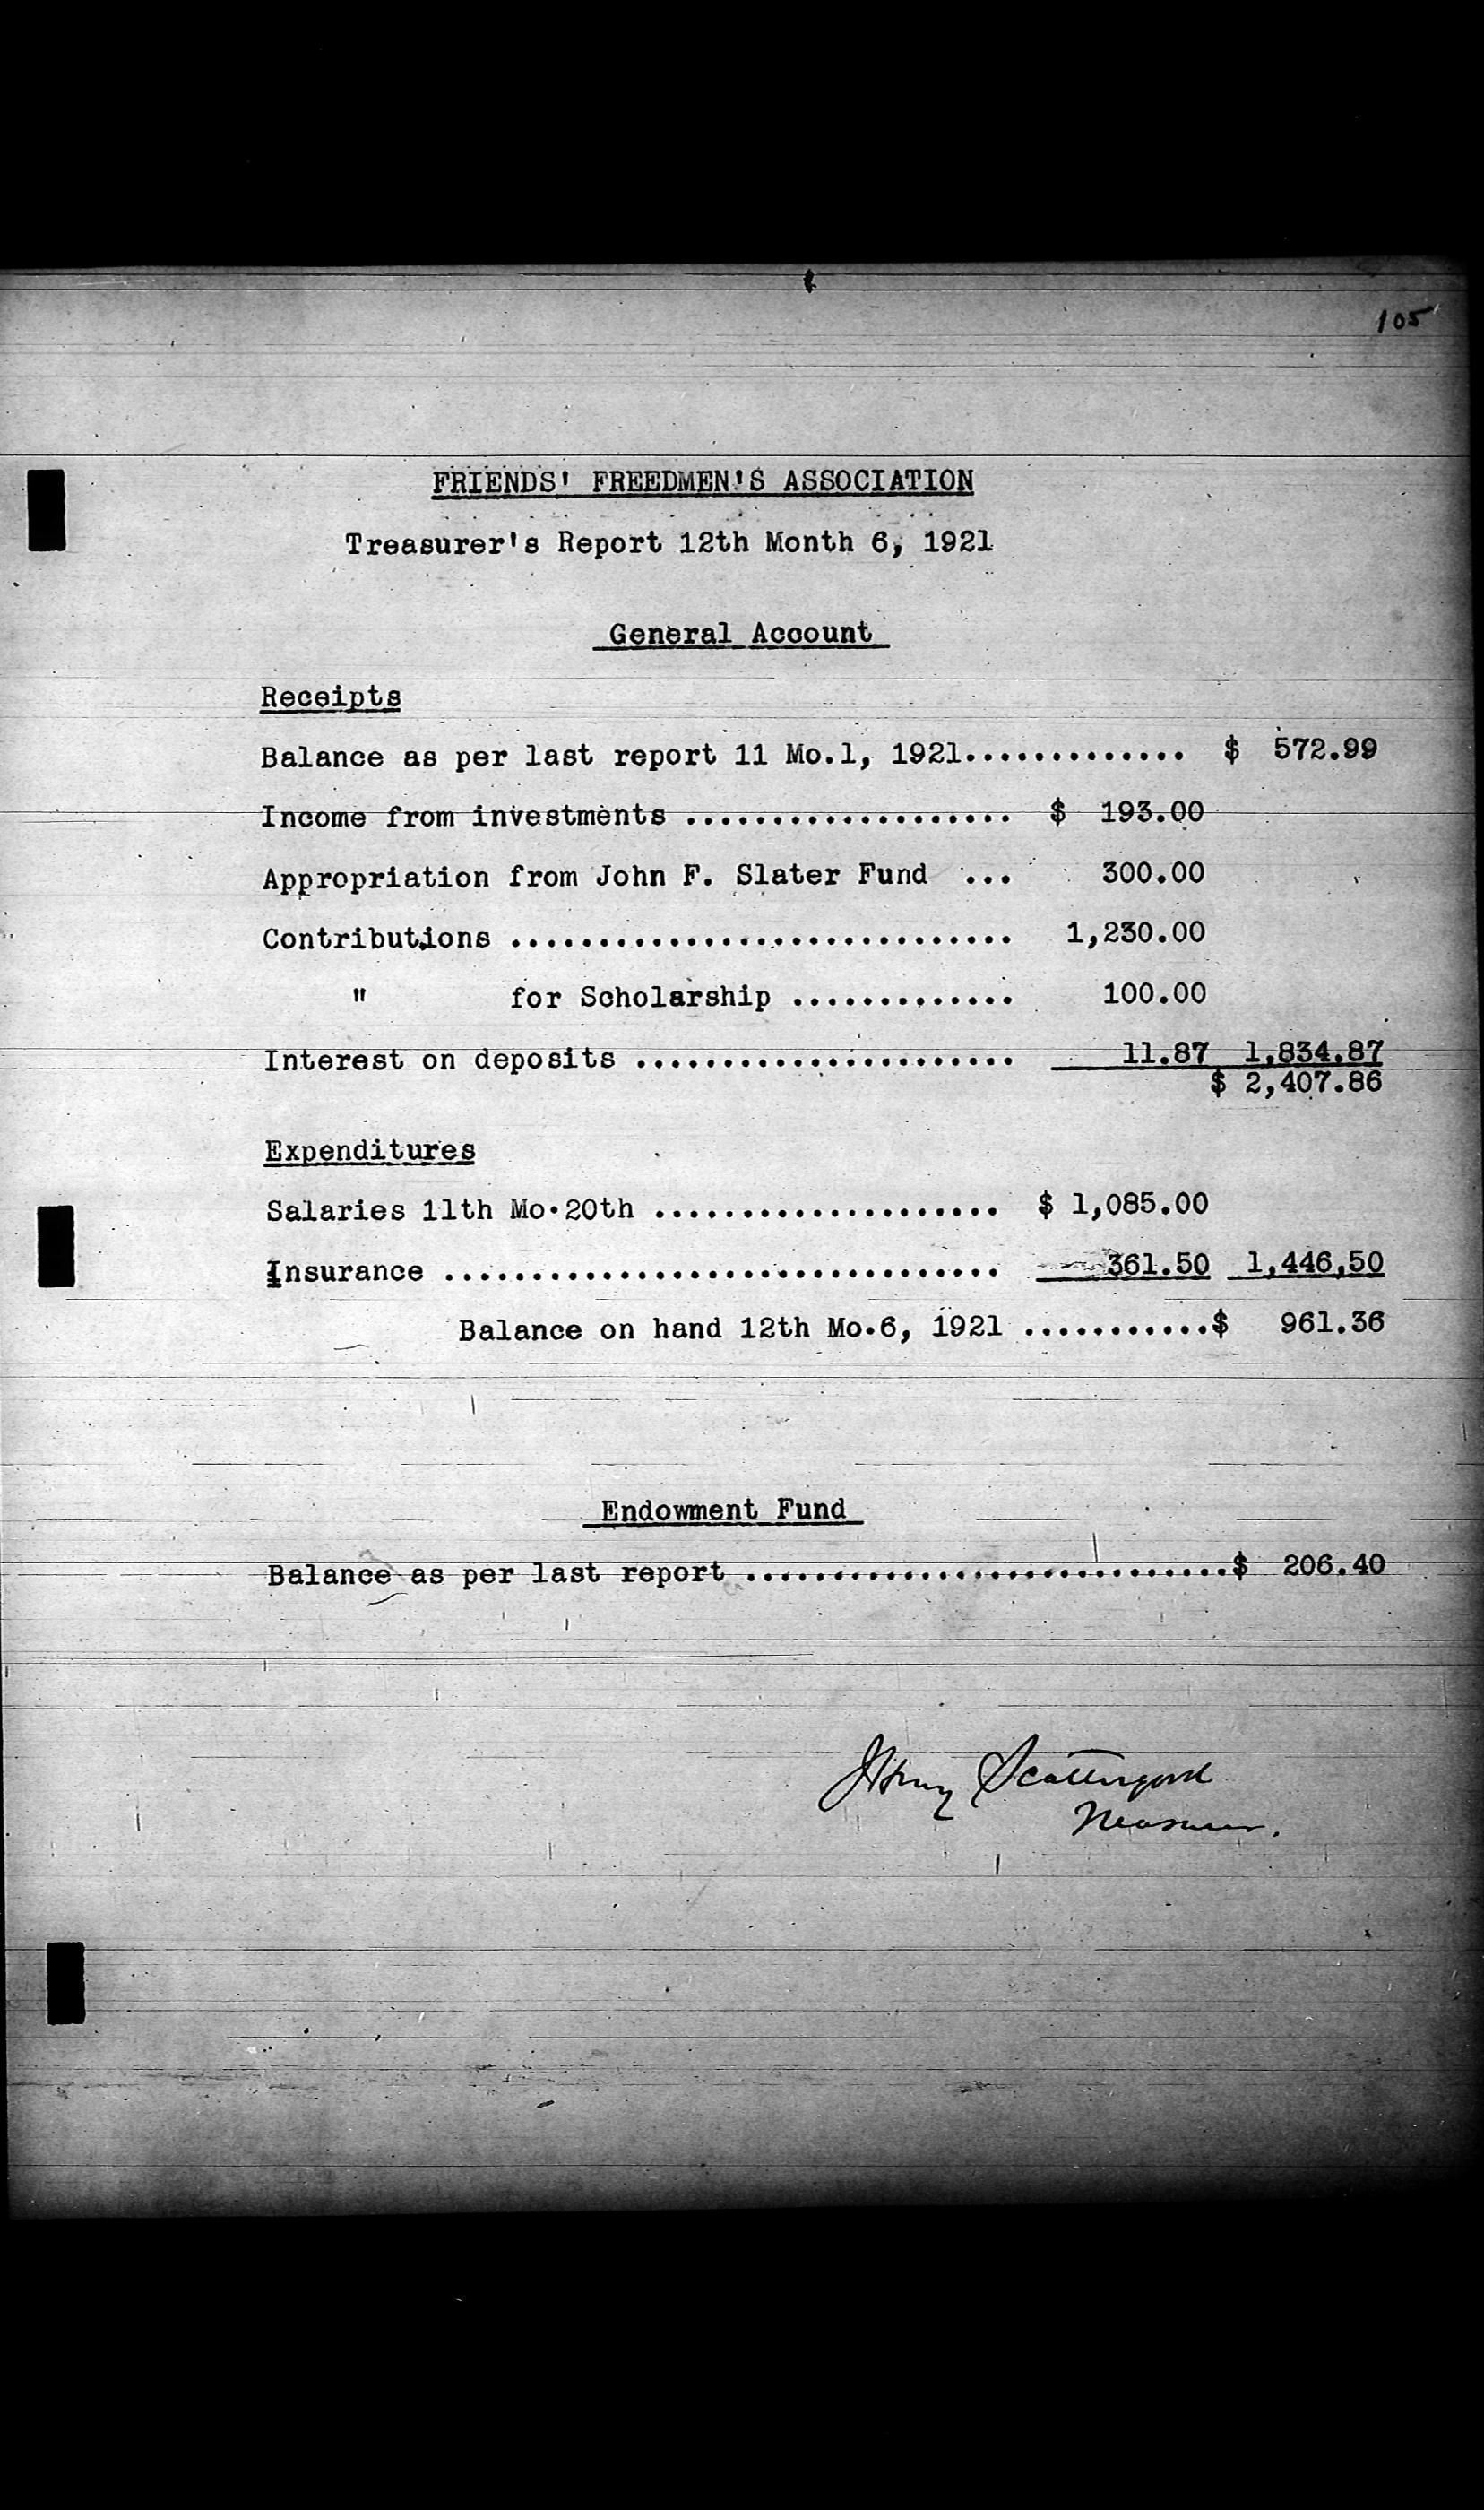 105
FRIENDS' FREEDMEN'S ASSOCIATION
Treasurer's Report 12th Month 6, 1921
General Account
Receipts
Balance as per last report 11 Mo.1, 1921............. $ 572.99
Income from investments ................... $ 193.00
Appropriation from John F. Slater Fund ... 300.00
Contributions ............................. 1,230.00
" for Scholarship ............. 100.00
Interest on deposits ...................... 11.87 1,834.87
$ 2,407.86
Expenditures
Salaries 11th Mo.20th .................... $ 1,085.00
Insurance ................................ 361.50 1,446,50
Balance on hand 12th Mo.6, 1921 ...........$ 961.36
Endowment Fund
Balance as per last report ............................$ 206.40
J Henry Scattergood
Treasurer.